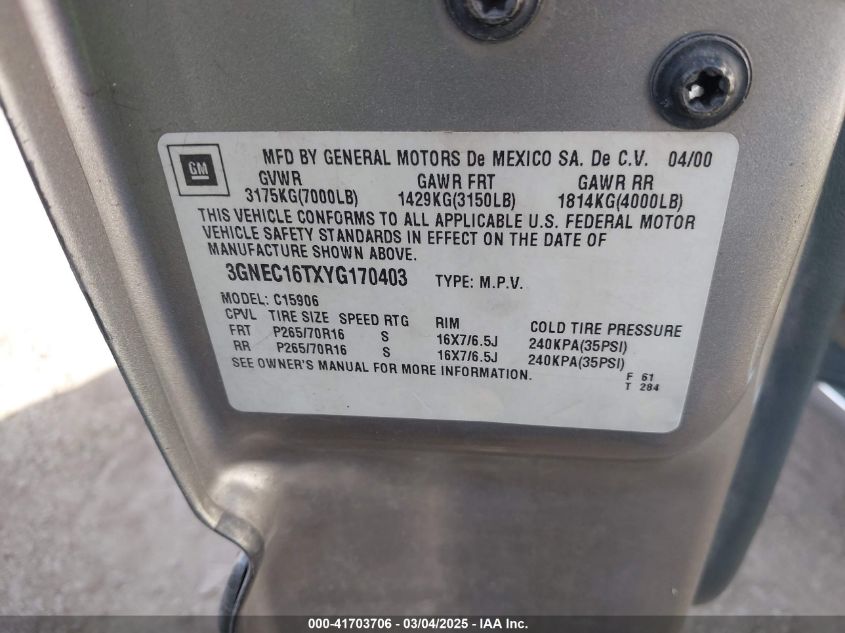 GM
MFD BY GENERAL MOTORS De MEXICO SA. De C.V. 04/00
GVWR GAWR FRT GAWR RR
3175KG(7000LB) 1429KG(3150LB) 1814KG(4000LB)
THIS VEHICLE CONFORMS TO ALL APPLICABLE U.S. FEDERAL MOTOR
VEHICLE SAFETY STANDARDS IN EFFECT ON THE DATE OF
MANUFACTURE SHOWN ABOVE.
3GNEC16TXYG170403 TYPE: M.P.V.
MODEL: C15906
CPVL TIRE SIZE SPEED RTG RIM COLD TIRE PRESSURE
FRT P265/70R16 S 16X7/6.5J 240KPA(35PSI)
RR P265/70R16 S 16X7/6.5J 240KPA(35PSI)
SEE OWNER'S MANUAL FOR MORE INFORMATION.
F 61
T 284
000-41703706 - 03/04/2025 - IAA Inc.